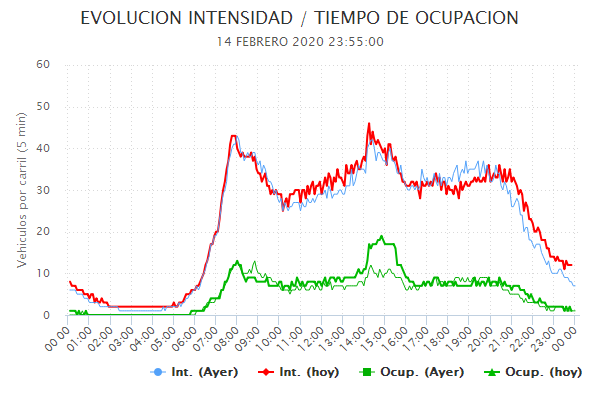 EVOLUCION INTENSIDAD / TIEMPO DE OCUPACION
14 FEBRERO 2020 23:55:00
Vehiculos por carril (5 min)
60
50
40
30
20
10
0
00:00 01:00 02:00 03:00 04:00 05:00 06:00 07:00 08:00 09:00 10:00 11:00 12:00 13:00 14:00 15:00 16:00 17:00 18:00 19:00 20:00 21:00 22:00 23:00 00:00
Int. (Ayer) Int. (hoy) Ocup. (Ayer) Ocup. (hoy)